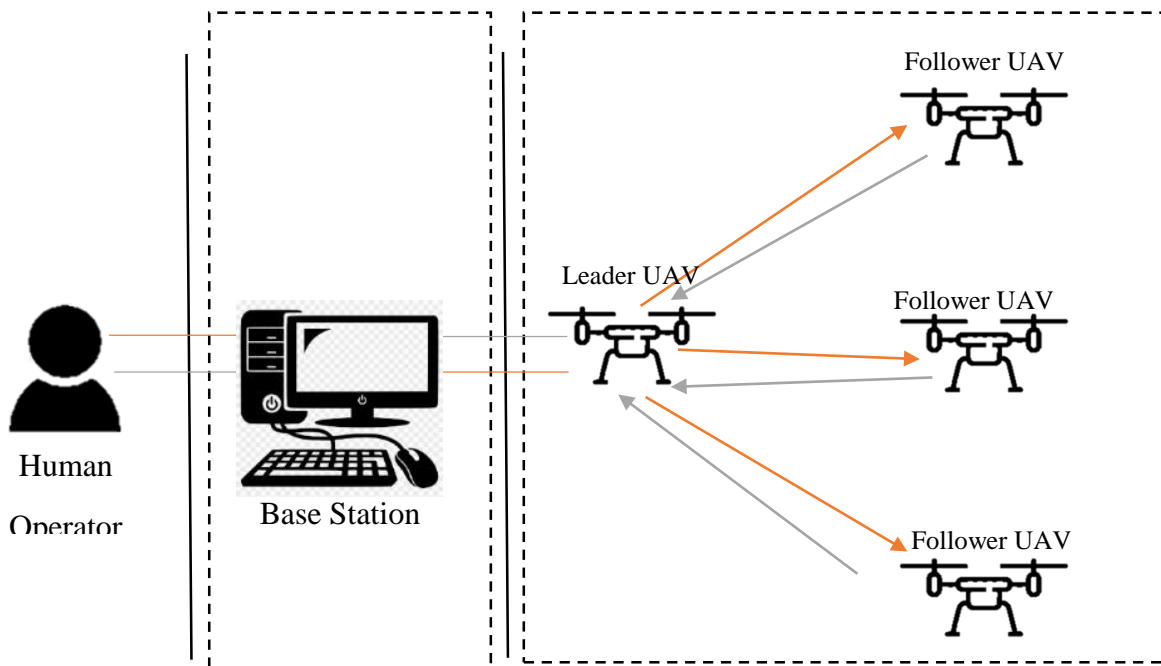 Human
Operator
Base Station
Leader UAV
Follower UAV
Follower UAV
Follower UAV